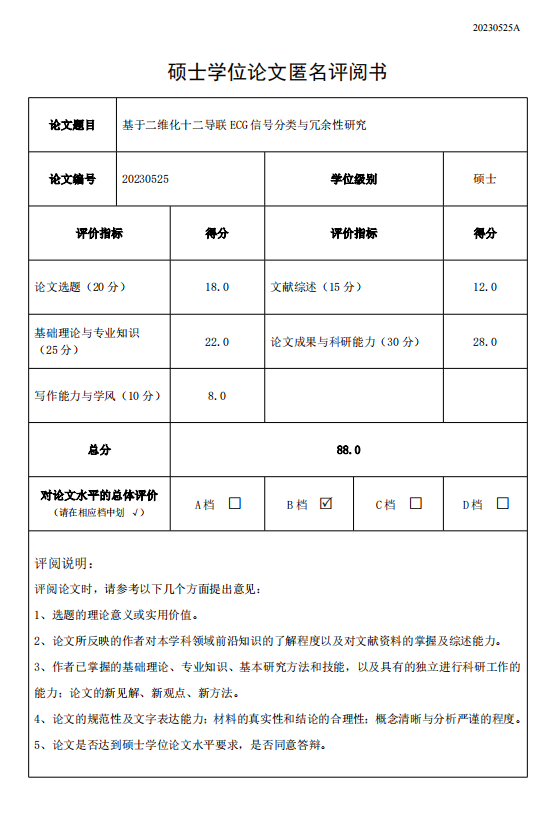 20230525A
硕士学位论文匿名评阅书
论文题目 基于二维化十二导联 ECG 信号分类与冗余性研究
论文编号 20230525 学位级别 硕士
评价指标 得分 评价指标 得分
论文选题（20 分） 18.0 文献综述（15 分） 12.0
基础理论与专业知识
（25 分） 22.0 论文成果与科研能力（30 分） 28.0
写作能力与学风（10 分） 8.0
总分 88.0
对论文水平的总体评价
（请在相应档中划 √） A 档 ☐ B 档 ☑ C 档 ☐ D 档 ☐
评阅说明：
评阅论文时，请参考以下几个方面提出意见：
1、选题的理论意义或实用价值。
2、论文所反映的作者对本学科领域前沿知识的了解程度以及对文献资料的掌握及综述能力。
3、作者已掌握的基础理论、专业知识、基本研究方法和技能，以及具有的独立进行科研工作的
能力；论文的新见解、新观点、新方法。
4、论文的规范性及文字表达能力；材料的真实性和结论的合理性；概念清晰与分析严谨的程度。
5、论文是否达到硕士学位论文水平要求，是否同意答辩。